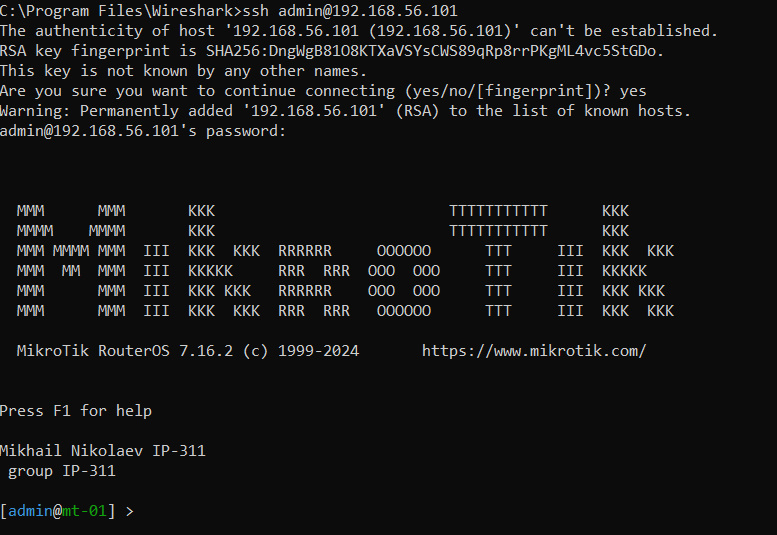 C:\Program Files\Wireshark>ssh admin@192.168.56.101
The authenticity of host '192.168.56.101 (192.168.56.101)' can't be established.
RSA key fingerprint is SHA256:DngWgB81O8KTXaVSYsCWS89qRp8rrPKgML4vc5StGDo.
This key is not known by any other names.
Are you sure you want to continue connecting (yes/no/[fingerprint])? yes
Warning: Permanently added '192.168.56.101' (RSA) to the list of known hosts.
admin@192.168.56.101's password:

  MMM      MMM       KKK                          TTTTTTTTTTT      KKK
  MMMM    MMMM       KKK                          TTTTTTTTTTT      KKK
  MMM MMMM MMM  III  KKK  KKK  RRRRRR     OOOOOO      TTT     III  KKK  KKK
  MMM  MM  MMM  III  KKKKK     RRR  RRR  OOO  OOO     TTT     III  KKKKK
  MMM      MMM  III  KKK KKK   RRRRRR    OOO  OOO     TTT     III  KKK KKK
  MMM      MMM  III  KKK  KKK  RRR  RRR   OOOOOO      TTT     III  KKK  KKK

  MikroTik RouterOS 7.16.2 (c) 1999-2024       https://www.mikrotik.com/

Press F1 for help

Mikhail Nikolaev IP-311
 group IP-311

[admin@mt-01] >